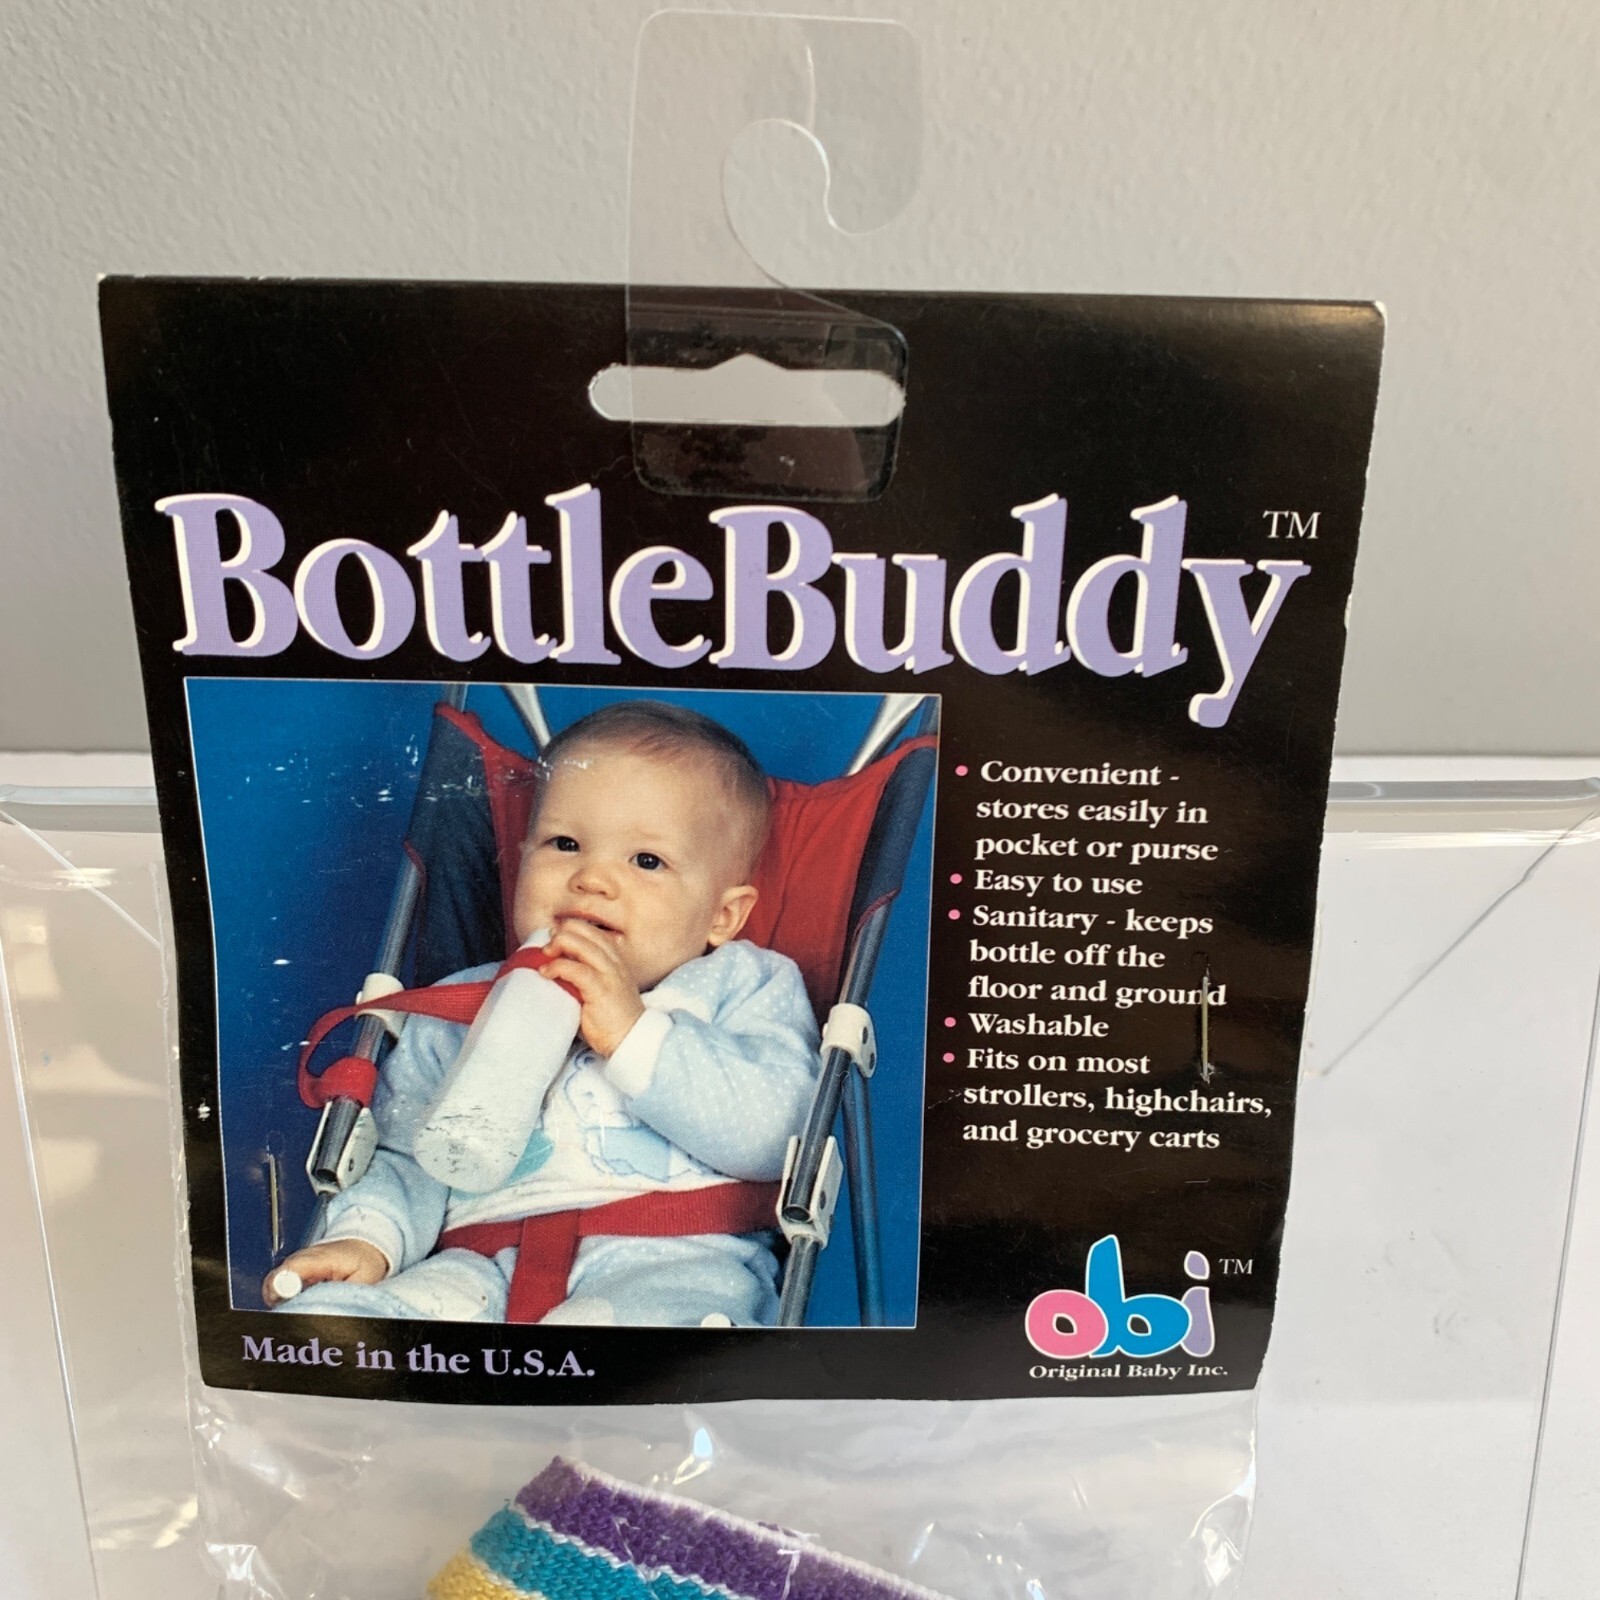 BottleBuddy™
• Convenient -
stores easily in
pocket or purse
• Easy to use
• Sanitary - keeps
bottle off the
floor and ground
• Washable
• Fits on most
strollers, highchairs,
and grocery carts
obi™
Original Baby Inc.
Made in the U.S.A.